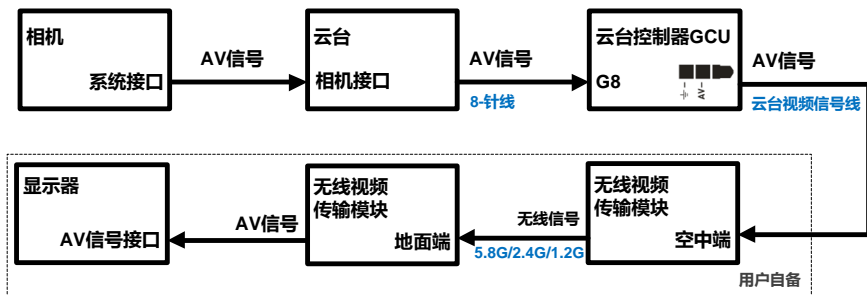 相机
系统接口
AV信号
云台
相机接口
AV信号
8-针线
云台控制器GCU
G8
AV-
AV信号
云台视频信号线
显示器
AV信号接口
AV信号
无线视频
传输模块
地面端
无线信号
5.8G/2.4G/1.2G
无线视频
传输模块
空中端
用户自备